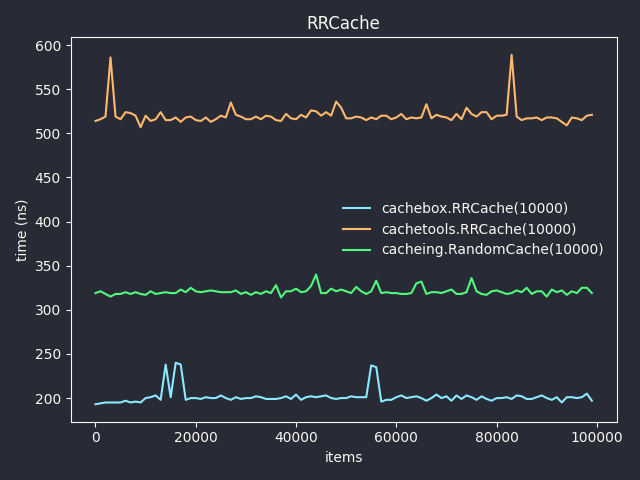 RRCache
600
550
500
450
400
350
300
250
200
time (ns)
cachebox.RRCache(10000)
cachetools.RRCache(10000)
cacheing.RandomCache(10000)
0 20000 40000 60000 80000 100000
items